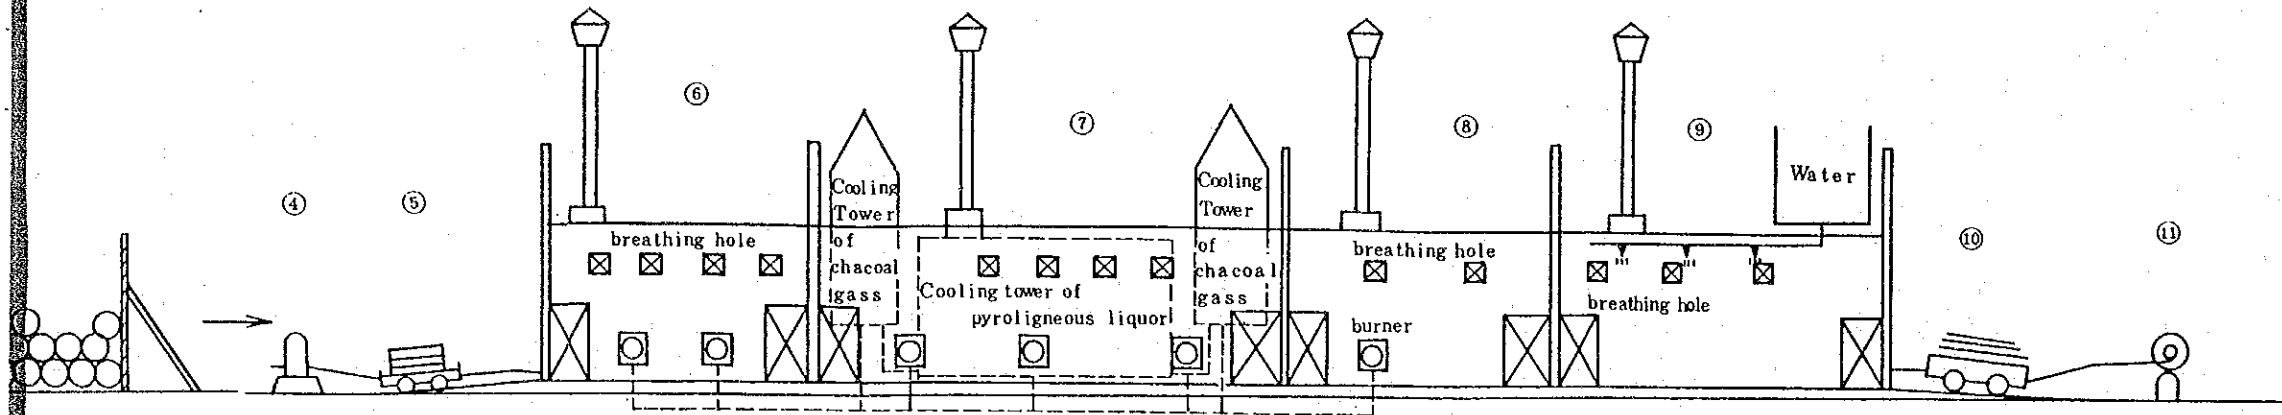 ④
⑤
⑥
⑦
⑧
⑨
⑩
⑪
breathing hole
Cooling
Tower
of
chacoal
gass
Cooling tower of
pyroligneous liquor
Cooling
Tower
of
chacoal
gass
breathing hole
burner
breathing hole
Water